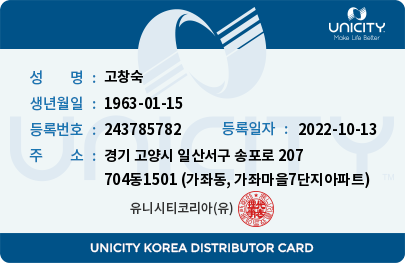 UNICITY
Make Life Better
성 명 : 고창숙
생년월일 : 1963-01-15
등록번호 : 243785782 등록일자 : 2022-10-13
주 소 : 경기 고양시 일산서구 송포로 207
704동1501 (가좌동, 가좌마을7단지아파트)
유니시티코리아(유)
UNICITY
UNICITY KOREA DISTRIBUTOR CARD